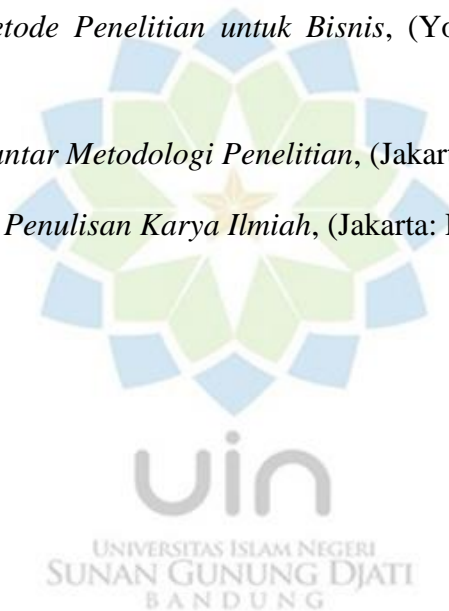 etode Penelitian untuk Bisnis, (Yo
antar Metodologi Penelitian, (Jakart
Penulisan Karya Ilmiah, (Jakarta:
uin
UNIVERSITAS ISLAM NEGERI
SUNAN GUNUNG DJATI
BANDUNG